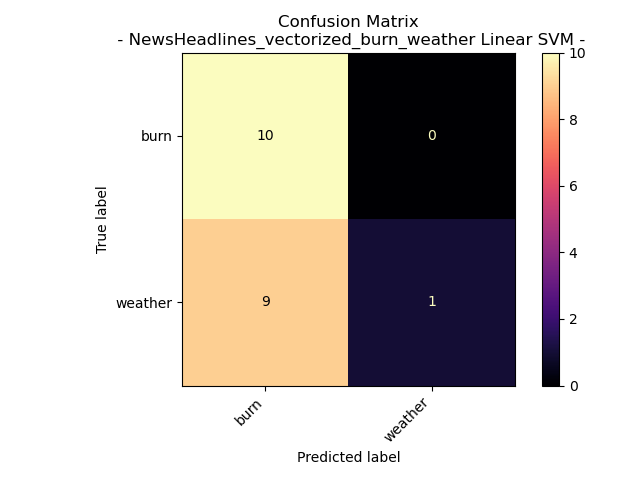 Confusion Matrix
- NewsHeadlines_vectorized_burn_weather Linear SVM -
10
8
6
4
2
0
True label
burn
10
0
weather
9
1
burn
weather
Predicted label